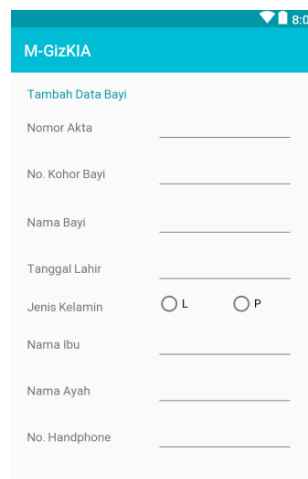 M-GizKIA
Tambah Data Bayi
Nomor Akta
No. Kohor Bayi
Nama Bayi
Tanggal Lahir
Jenis Kelamin L P
Nama Ibu
Nama Ayah
No. Handphone